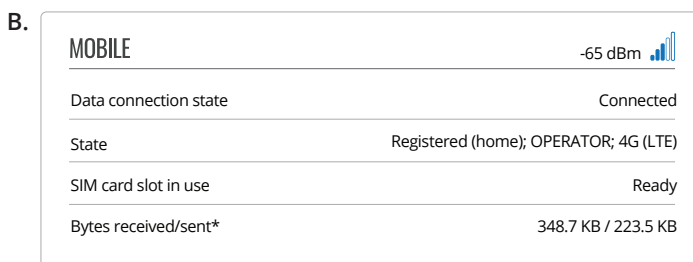 B.
MOBILE -65 dBm
Data connection state Connected
State Registered (home); OPERATOR; 4G (LTE)
SIM card slot in use Ready
Bytes received/sent* 348.7 KB / 223.5 KB